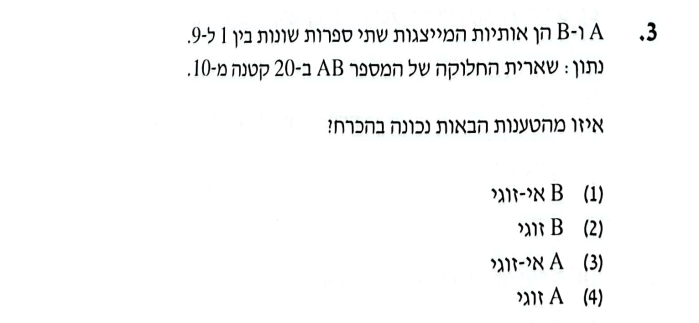 3. A ו-B הן אותיות המייצגות שתי ספרות שונות בין 1 ל-9.
נתון: שארית החלוקה של המספר AB ב-20 קטנה מ-10.
איזו מהטענות הבאות נכונה בהכרח?
(1) B אי-זוגי
(2) B זוגי
(3) A אי-זוגי
(4) A זוגי